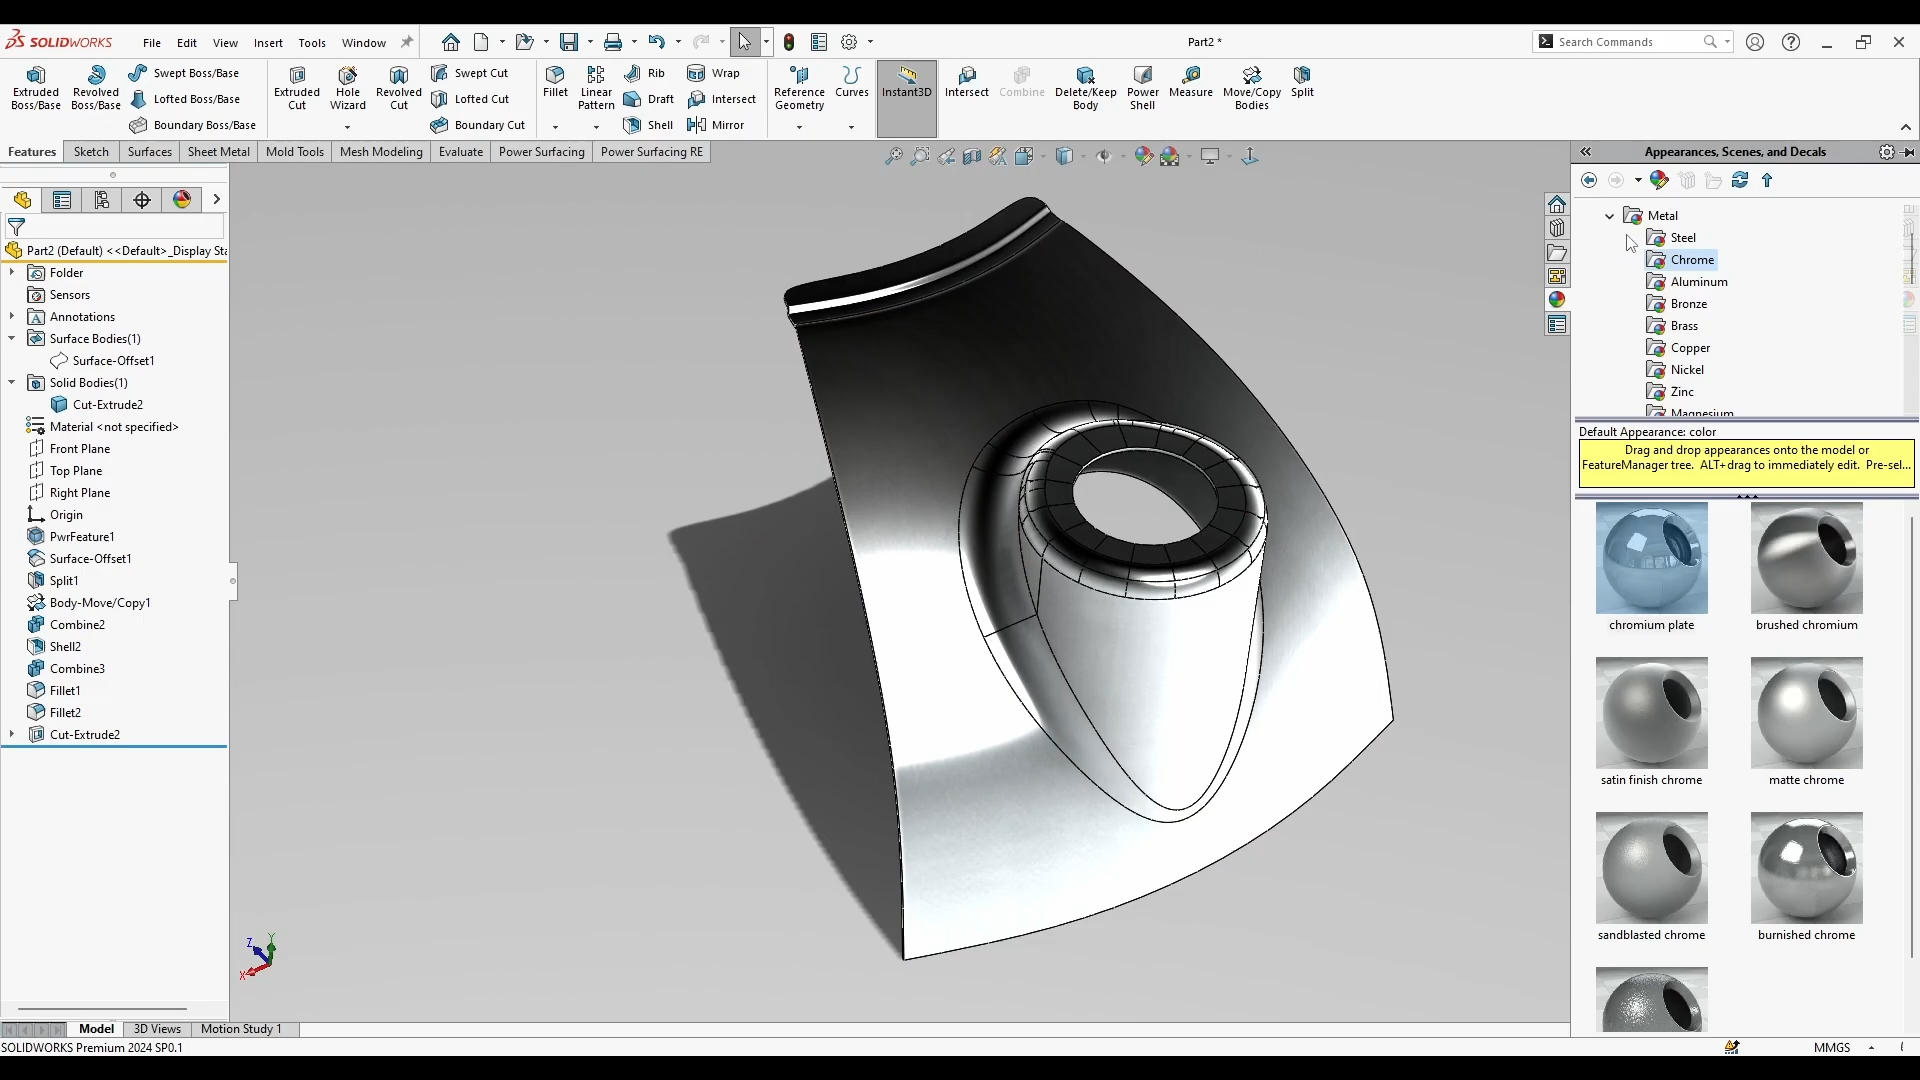 SOLIDWORKS
File
Edit
View
Insert
Tools
Window
Part2 *
Search Commands
Extruded Boss/Base
Revolved Boss/Base
Swept Boss/Base
Lofted Boss/Base
Boundary Boss/Base
Extruded Cut
Hole Wizard
Revolved Cut
Swept Cut
Lofted Cut
Boundary Cut
Fillet
Linear Pattern
Rib
Draft
Shell
Wrap
Intersect
Mirror
Reference Geometry
Curves
Instant3D
Intersect
Combine
Delete/Keep Body
Power Shell
Measure
Move/Copy Bodies
Split
Features
Sketch
Surfaces
Sheet Metal
Mold Tools
Mesh Modeling
Evaluate
Power Surfacing
Power Surfacing RE
Part2 (Default) <<Default>_Display Sta
Folder
Sensors
Annotations
Surface Bodies(1)
Surface-Offset1
Solid Bodies(1)
Cut-Extrude2
Material <not specified>
Front Plane
Top Plane
Right Plane
Origin
PwrFeature1
Surface-Offset1
Split1
Body-Move/Copy1
Combine2
Shell2
Combine3
Fillet1
Fillet2
Cut-Extrude2
Z
Y
X
Appearances, Scenes, and Decals
Metal
Steel
Chrome
Aluminum
Bronze
Brass
Copper
Nickel
Zinc
Magnesium
Default Appearance: color
Drag and drop appearances onto the model or
FeatureManager tree. ALT+drag to immediately edit. Pre-sel...
chromium plate
brushed chromium
satin finish chrome
matte chrome
sandblasted chrome
burnished chrome
Model
3D Views
Motion Study 1
SOLIDWORKS Premium 2024 SP0.1
MMGS